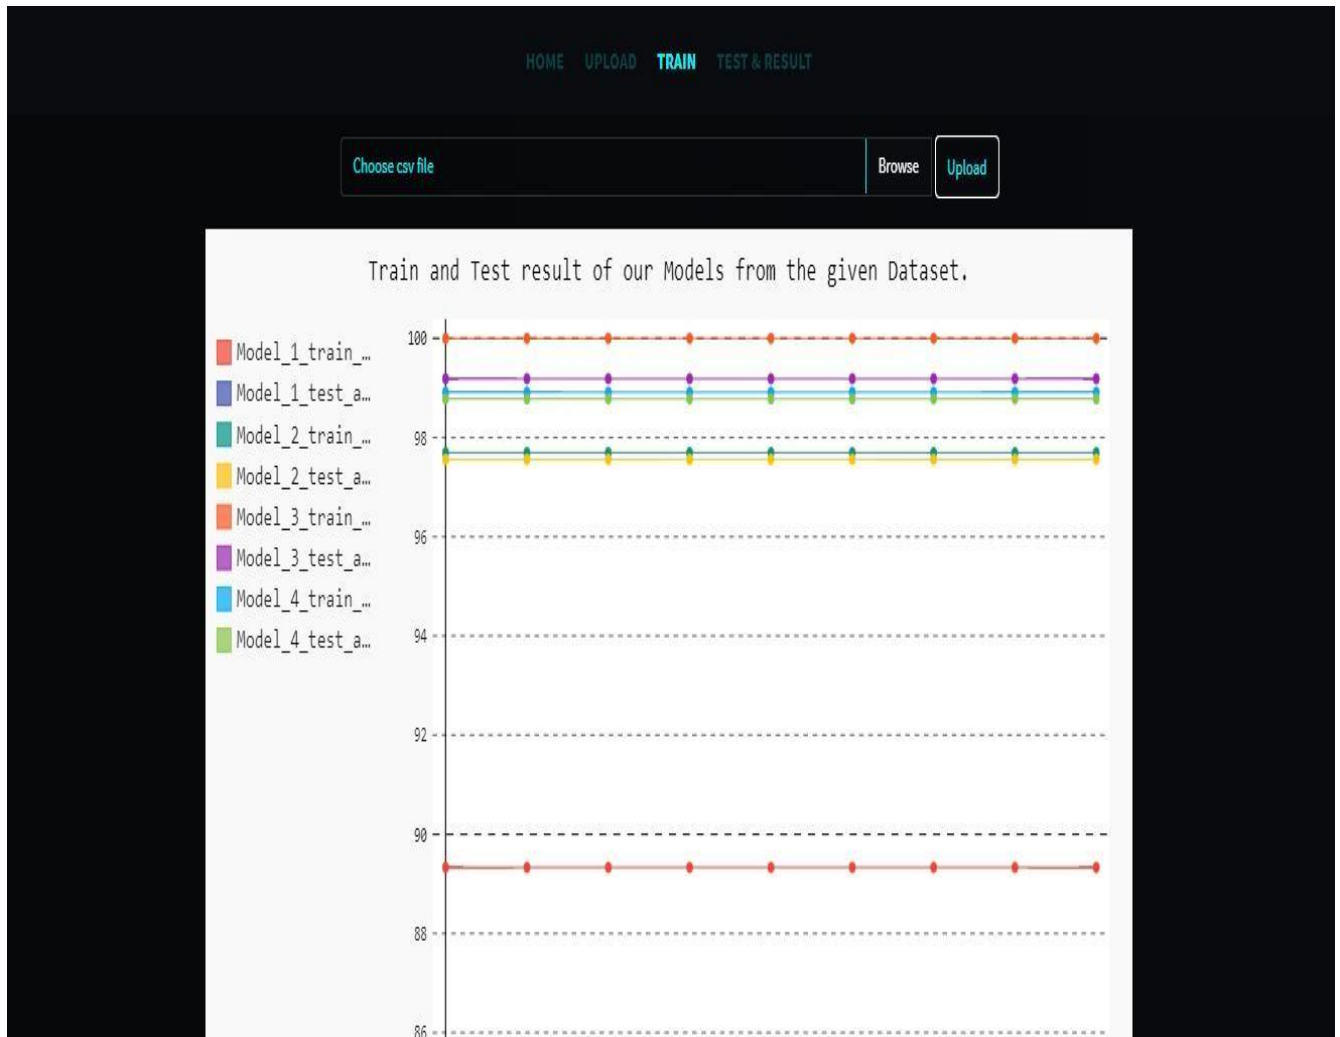 HOME UPLOAD TRAIN TEST & RESULT
Choose csv file Browse Upload
Train and Test result of our Models from the given Dataset.
Model_1_train_…
Model_1_test_a…
Model_2_train_…
Model_2_test_a…
Model_3_train_…
Model_3_test_a…
Model_4_train_…
Model_4_test_a…
100
98
96
94
92
90
88
86